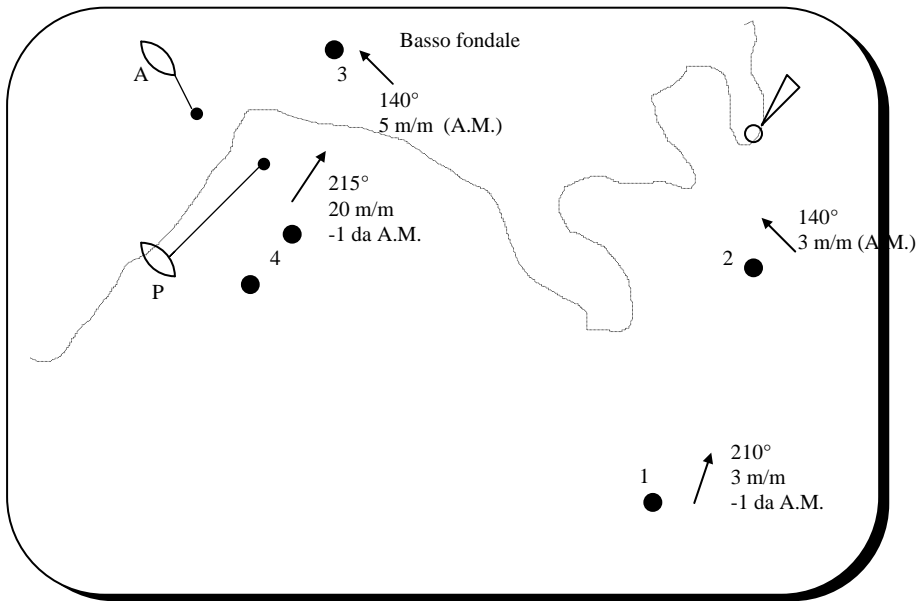 Basso fondale
A
3
140°
5 m/m (A.M.)
215°
20 m/m
-1 da A.M.
4
P
140°
3 m/m (A.M.)
2
1
210°
3 m/m
-1 da A.M.